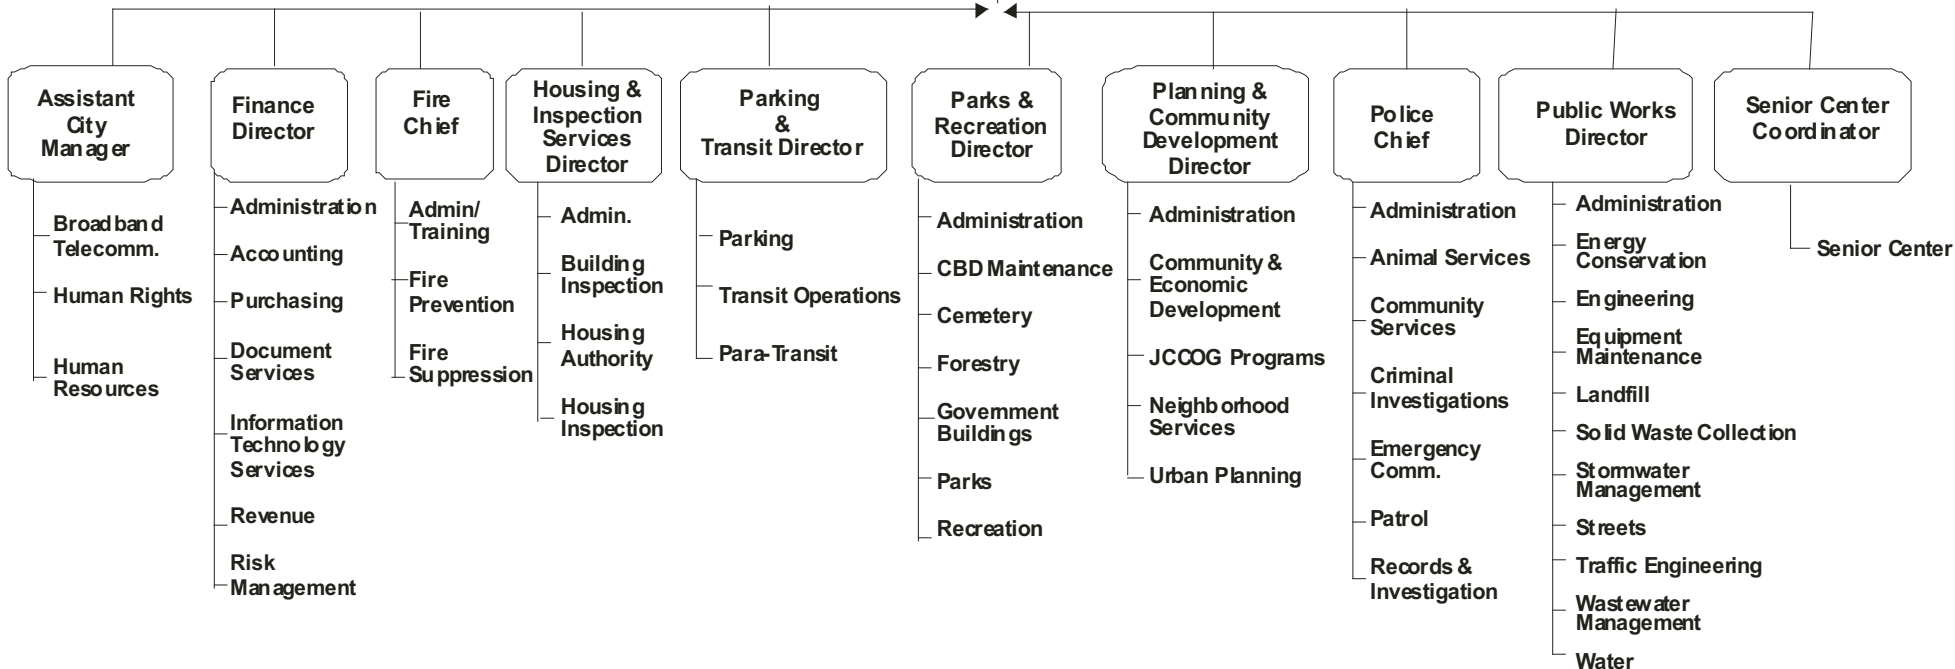 Assistant
City
Manager
Broadband
Telecomm.
Human Rights
Human
Resources
Finance
Director
Administration
Accounting
Purchasing
Document
Services
Information
Technology
Services
Revenue
Risk
Management
Fire
Chief
Admin/
Training
Fire
Prevention
Fire
Suppression
Housing &
Inspection
Services
Director
Admin.
Building
Inspection
Housing
Authority
Housing
Inspection
Parking
&
Transit Director
Parking
Transit Operations
Para-Transit
Parks &
Recreation
Director
Administration
CBD Maintenance
Cemetery
Forestry
Government
Buildings
Parks
Recreation
Planning &
Community
Development
Director
Administration
Community &
Economic
Development
JCCOG Programs
Neighborhood
Services
Urban Planning
Police
Chief
Administration
Animal Services
Community
Services
Criminal
Investigations
Emergency
Comm.
Patrol
Records &
Investigation
Public Works
Director
Administration
Energy
Conservation
Engineering
Equipment
Maintenance
Landfill
Solid Waste Collection
Stormwater
Management
Streets
Traffic Engineering
Wastewater
Management
Water
Senior Center
Coordinator
Senior Center